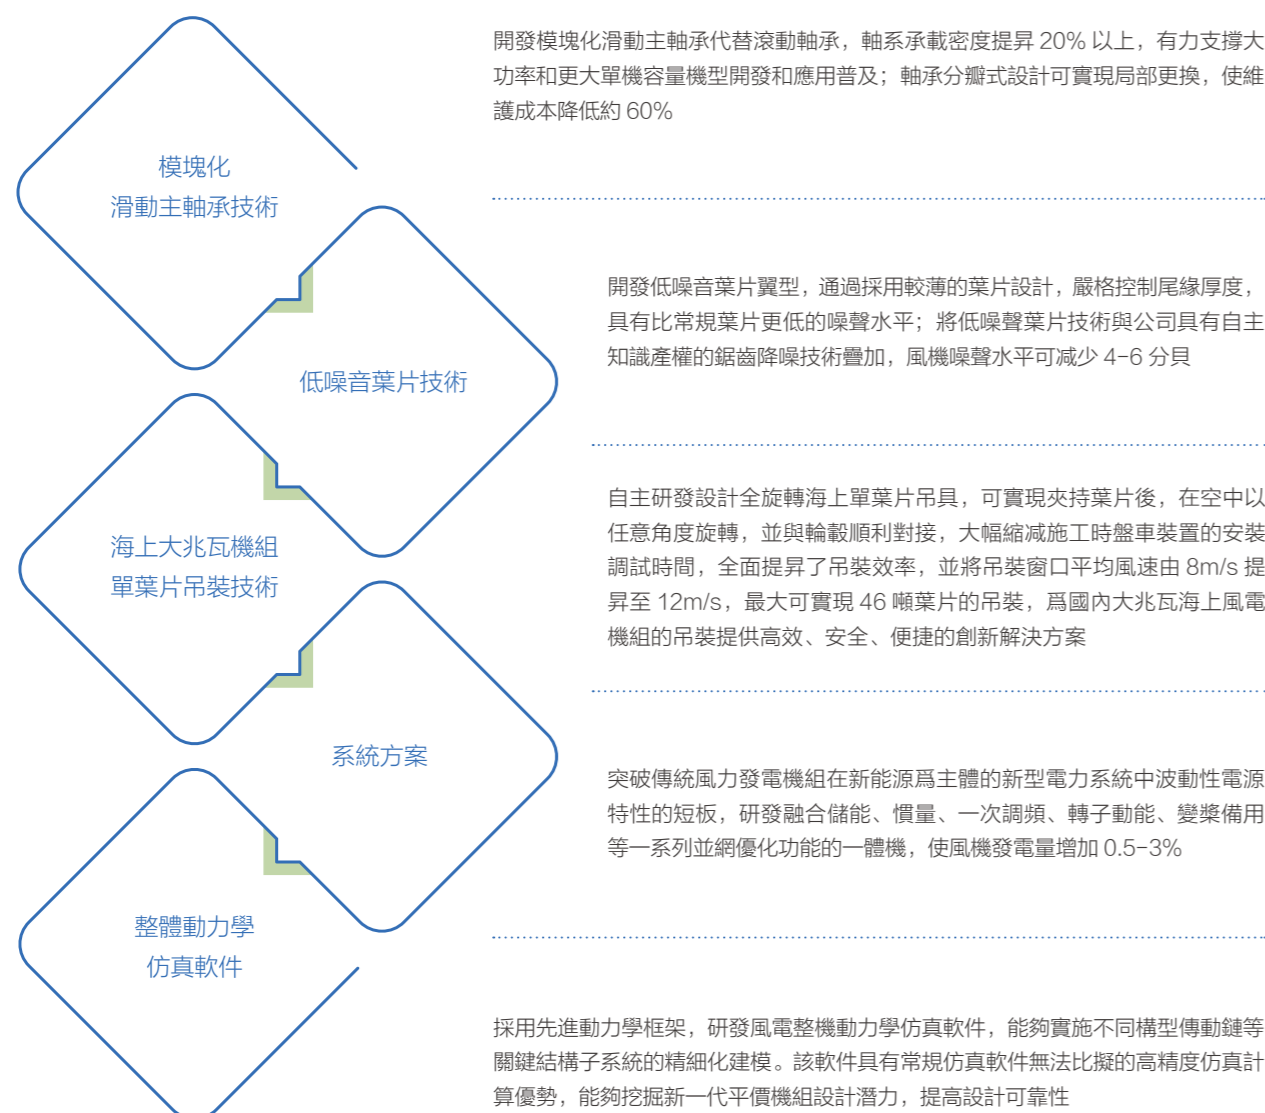 模塊化
滑動主軸承技術
開發模塊化滑動主軸承代替滾動軸承，軸系承載密度提昇 20% 以上，有力支撐大
功率和更大單機容量機型開發和應用普及；軸承分瓣式設計可實現局部更換，使維
護成本降低約 60%
低噪音葉片技術
開發低噪音葉片翼型，通過採用較薄的葉片設計，嚴格控制尾緣厚度，
具有比常規葉片更低的噪聲水平；將低噪聲葉片技術與公司具有自主
知識產權的鋸齒降噪技術疊加，風機噪聲水平可減少 4-6 分貝
海上大兆瓦機組
單葉片吊裝技術
自主研發設計全旋轉海上單葉片吊具，可實現夾持葉片後，在空中以
任意角度旋轉，並與輪轂順利對接，大幅縮減施工時盤車裝置的安裝
調試時間，全面提昇了吊裝效率，並將吊裝窗口平均風速由 8m/s 提
昇至 12m/s，最大可實現 46 噸葉片的吊裝，爲國內大兆瓦海上風電
機組的吊裝提供高效、安全、便捷的創新解決方案
系統方案
突破傳統風力發電機組在新能源爲主體的新型電力系統中波動性電源
特性的短板，研發融合儲能、慣量、一次調頻、轉子動能、變槳備用
等一系列並網優化功能的一體機，使風機發電量增加 0.5-3%
整體動力學
仿真軟件
採用先進動力學框架，研發風電整機動力學仿真軟件，能夠實施不同構型傳動鏈等
關鍵結構子系統的精細化建模。該軟件具有常規仿真軟件無法比擬的高精度仿真計
算優勢，能夠挖掘新一代平價機組設計潛力，提高設計可靠性